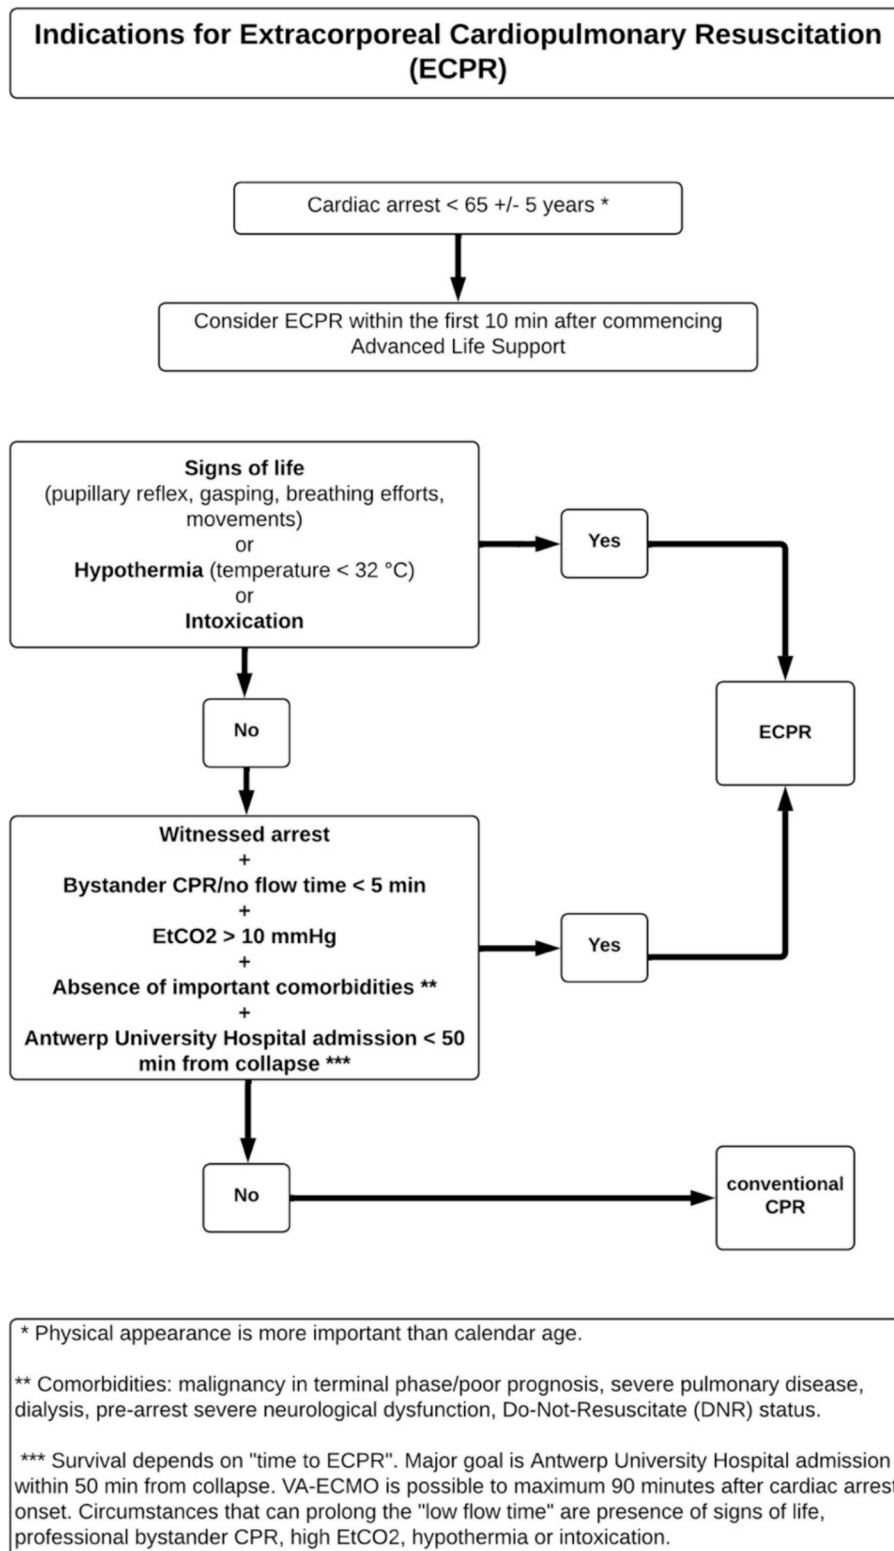 Indications for Extracorporeal Cardiopulmonary Resuscitation
(ECPR)
Cardiac arrest < 65 +/- 5 years *
Consider ECPR within the first 10 min after commencing
Advanced Life Support
Signs of life
(pupillary reflex, gasping, breathing efforts,
movements)
or
Hypothermia (temperature < 32 °C)
or
Intoxication
Yes
No
ECPR
Witnessed arrest
+
Bystander CPR/no flow time < 5 min
+
EtCO2 > 10 mmHg
+
Absence of important comorbidities **
+
Antwerp University Hospital admission < 50
min from collapse ***
Yes
No
conventional
CPR
* Physical appearance is more important than calendar age.
** Comorbidities: malignancy in terminal phase/poor prognosis, severe pulmonary disease,
dialysis, pre-arrest severe neurological dysfunction, Do-Not-Resuscitate (DNR) status.
*** Survival depends on "time to ECPR". Major goal is Antwerp University Hospital admission
within 50 min from collapse. VA-ECMO is possible to maximum 90 minutes after cardiac arrest
onset. Circumstances that can prolong the "low flow time" are presence of signs of life,
professional bystander CPR, high EtCO2, hypothermia or intoxication.